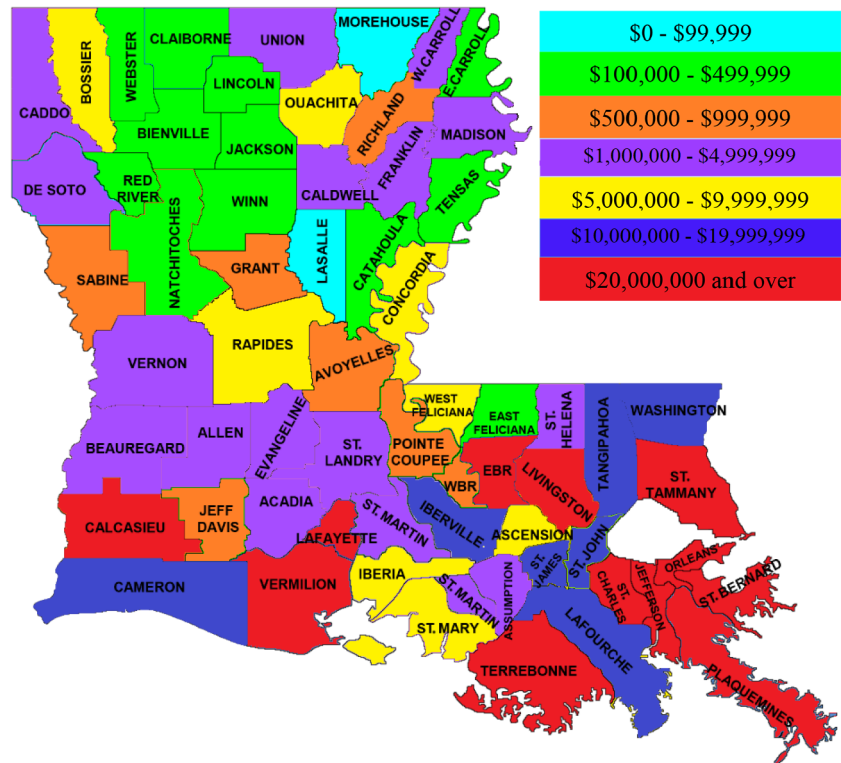 MOREHOUSE
$0 - $99,999
CLAIBORNE
UNION
W.CARROLL
E.CARROLL
WEBSTER
BOSSIER
$100,000 - $499,999
LINCOLN
OUACHITA
RICHLAND
CADDO
$500,000 - $999,999
BIENVILLE
JACKSON
FRANKLIN
MADISON
$1,000,000 - $4,999,999
DE SOTO
RED
RIVER
WINN
CALDWELL
TENSAS
$5,000,000 - $9,999,999
NATCHITOCHES
LASALLE
CATAHOULA
$10,000,000 - $19,999,999
SABINE
GRANT
CONCORDIA
$20,000,000 and over
VERNON
RAPIDES
AVOYELLES
WEST
FELICIANA
EAST
FELICIANA
ST.
HELENA
TANGIPAHOA
WASHINGTON
BEAUREGARD
ALLEN
EVANGELINE
ST.
LANDRY
POINTE
COUPEE
EBR
LIVINGSTON
ST.
TAMMANY
WBR
CALCASIEU
JEFF
DAVIS
ACADIA
LAFAYETTE
ST. MARTIN
IBERVILLE
ASCENSION
ST.
JAMES
ST. JOHN
CAMERON
VERMILION
IBERIA
ST. MARTIN
ASSUMPTION
ST.
CHARLES
JEFFERSON
ORLEANS
ST. BERNARD
ST. MARY
LAFOURCHE
TERREBONNE
PLAQUEMINES